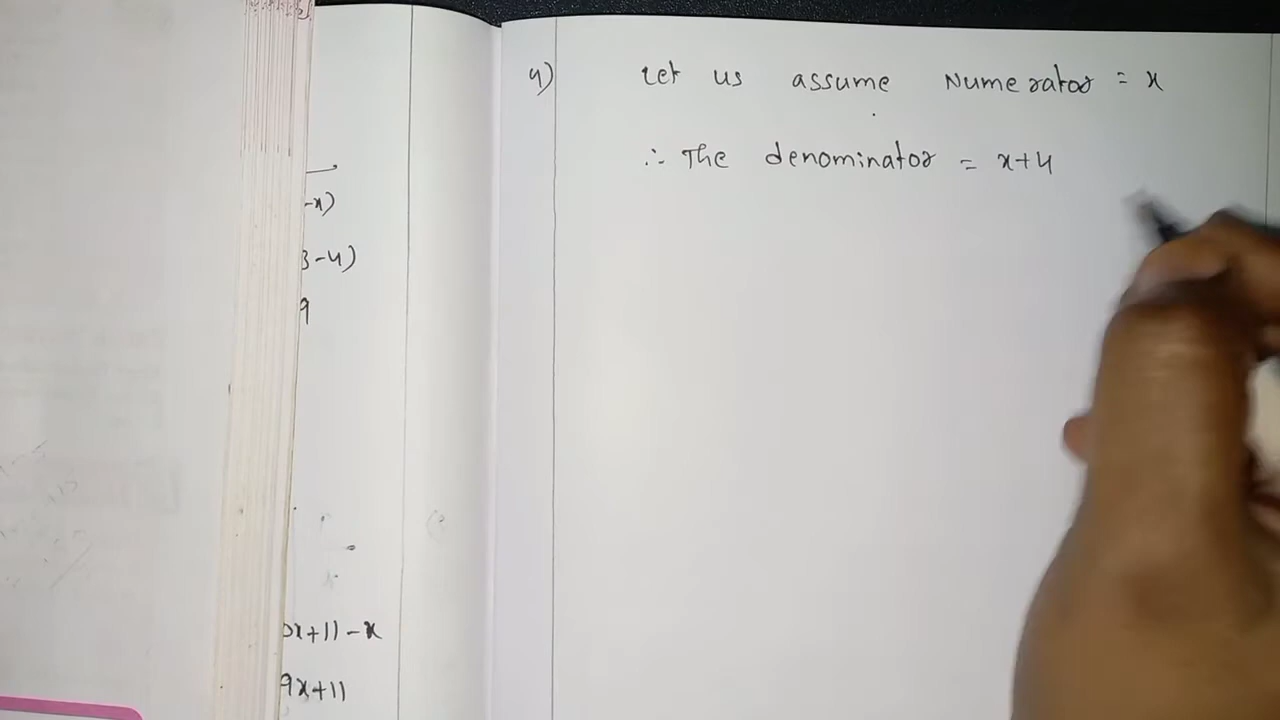 -x)
3-4)
9
x+11-x
9x+11
4) Let us assume Numerator = x
∴ The denominator = x+4